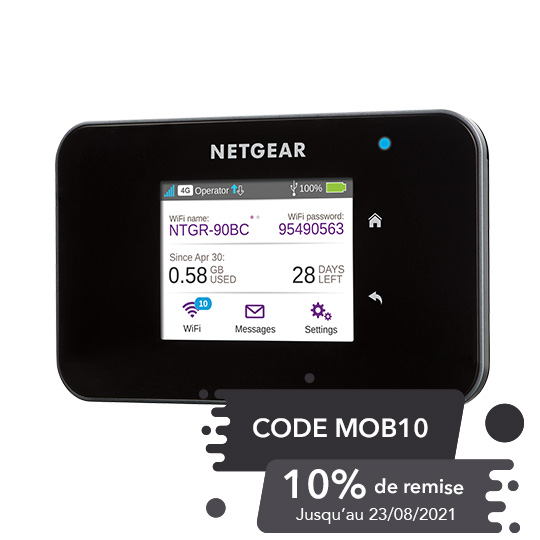 NETGEAR
4G Operator 100%
WiFi name: WiFi password:
NTGR-90BC 95490563
Since Apr 30:
0.58 GB USED 28 DAYS LEFT
10
WiFi Messages Settings
CODE MOB10
10% de remise
Jusqu'au 23/08/2021